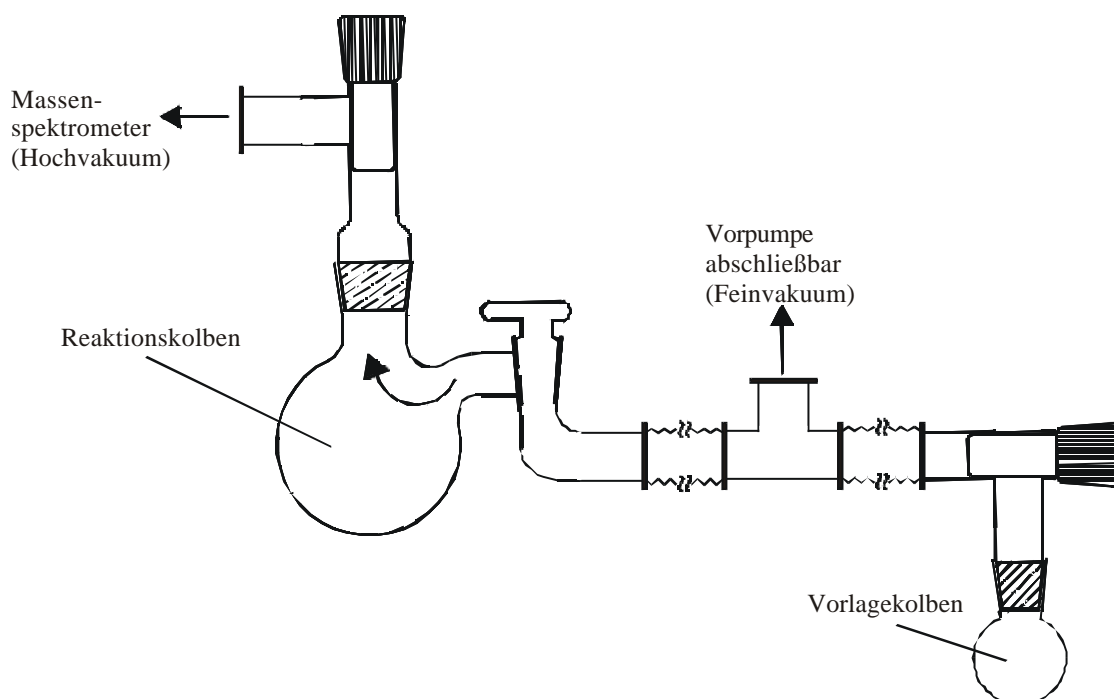 Massen-
spektrometer
(Hochvakuum)
Vorpumpe
abschließbar
(Feinvakuum)
Reaktionskolben
Vorlagekolben